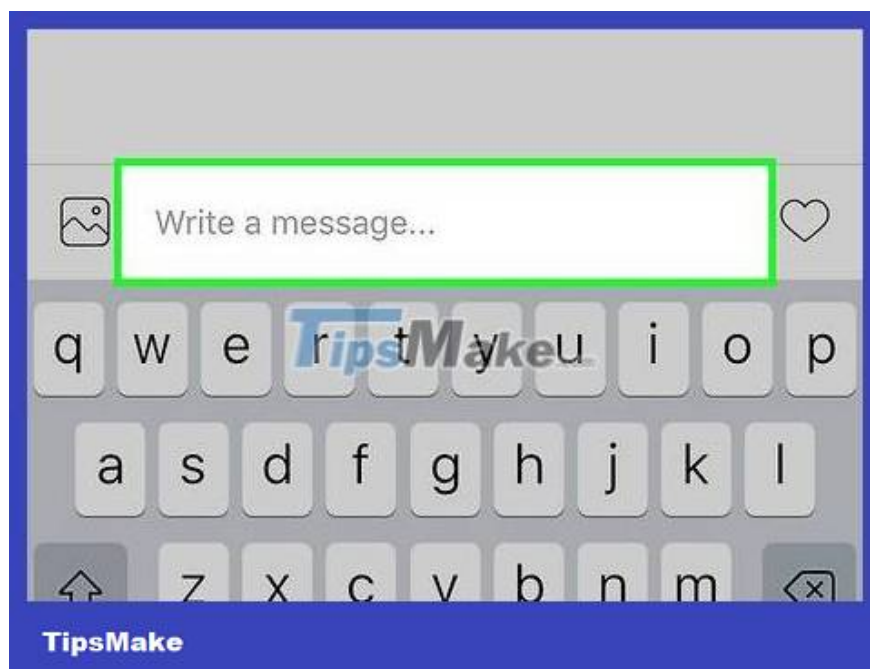 Write a message...
TipsMake
q w e r t y u i o p
a s d f g h j k l
z x c v b n m
TipsMake